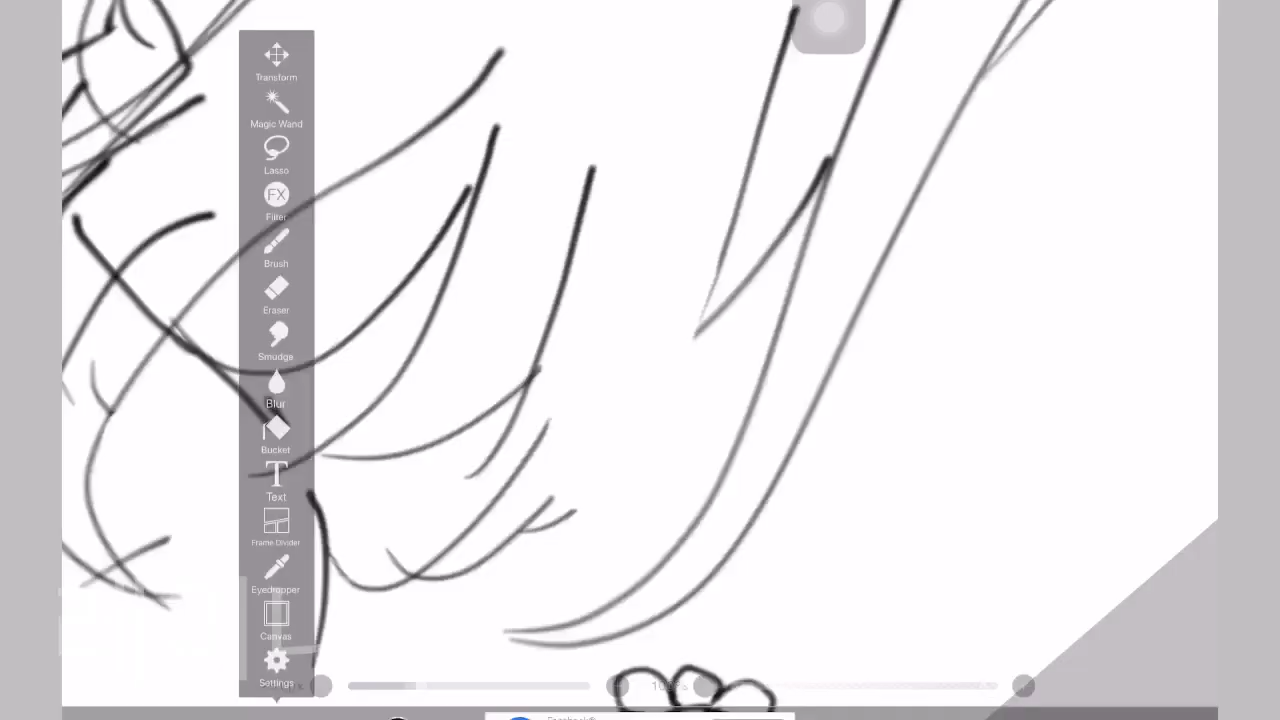 Transform
Magic Wand
Lasso
FX
Filter
Brush
Eraser
Smudge
Blur
Bucket
T
Text
Frame Divider
Eyedropper
Canvas
Settings